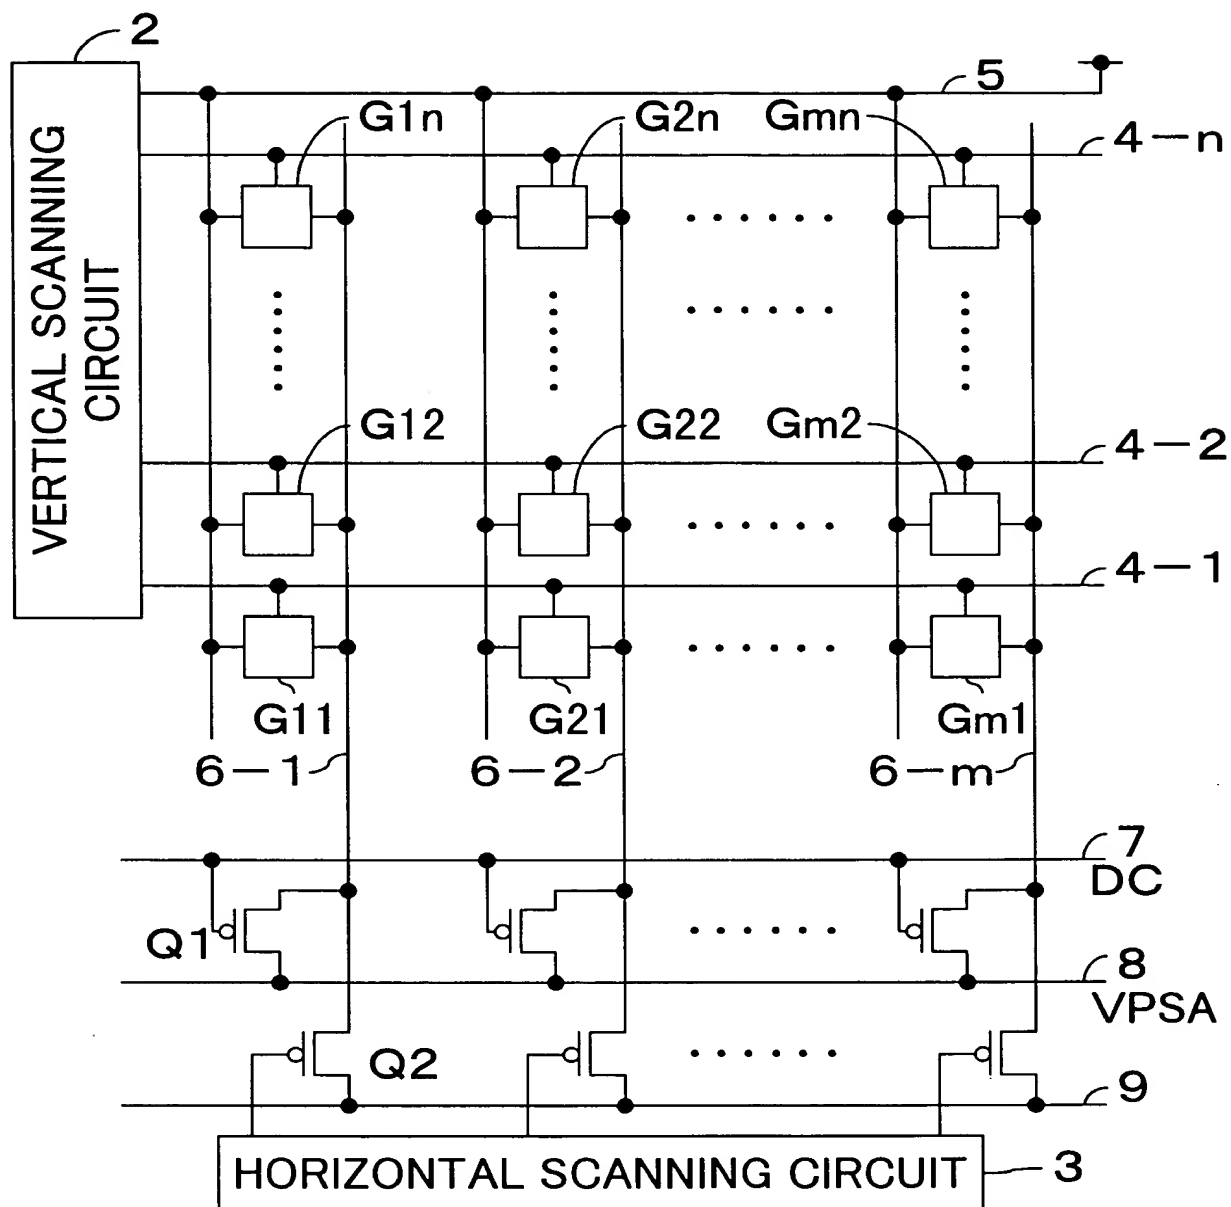 2
VERTICAL SCANNING
CIRCUIT
5
G1n
G2n
Gmn
4-n
G12
G22
Gm2
4-2
4-1
G11
G21
Gm1
6-1
6-2
6-m
7
DC
Q1
8
VPSA
Q2
9
HORIZONTAL SCANNING CIRCUIT
3